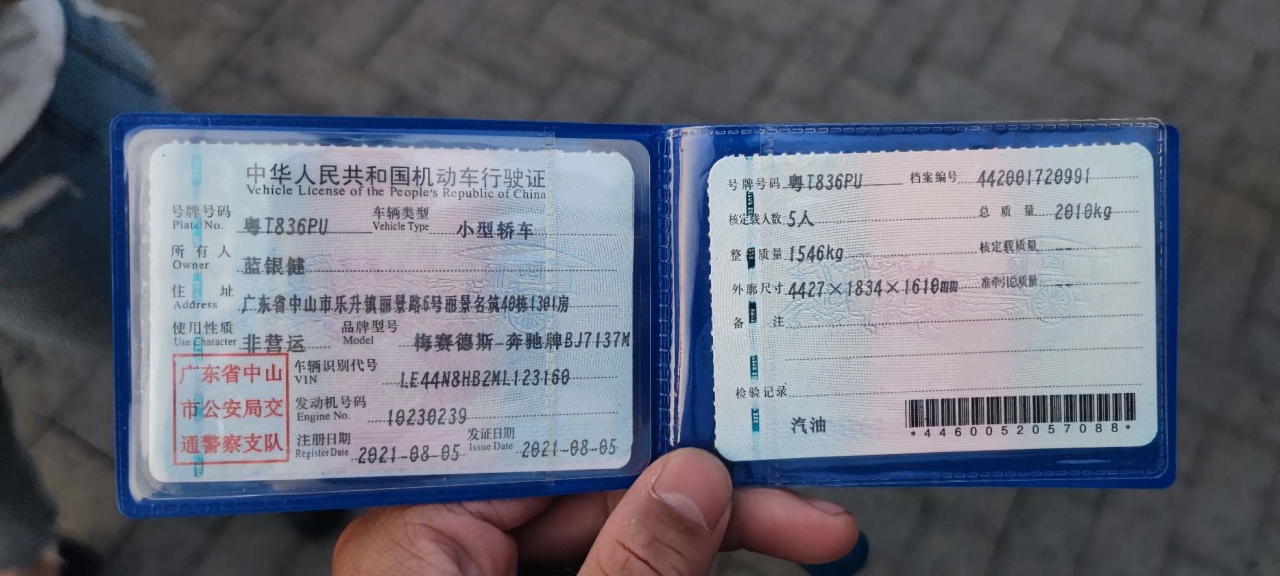 中华人民共和国机动车行驶证
Vehicle License of the People's Republic of China
号牌号码 粤T836PU 车辆类型 小型轿车
Plate No. Vehicle Type
所有人 蓝银健
Owner
住址 广东省中山市东升镇丽景路6号丽景名筑40栋1301房
Address
使用性质 非营运 品牌型号 梅赛德斯-奔驰牌BJ7137M
Use Character Model
广东省中山
市公安局交
通警察支队
车辆识别代号 LE44N8HB2ML123160
VIN
发动机号码 10230239
Engine No.
注册日期 2021-08-05 发证日期 2021-08-05
Register Date Issue Date
号牌号码 粤T836PU 档案编号 442001720991
核定载人数 5人 总质量 2010kg
整备质量 1546kg 核定载质量 --
外廓尺寸 4427×1834×1610mm 准牵引总质量 --
备注
检验记录
汽油
*4460052057088*